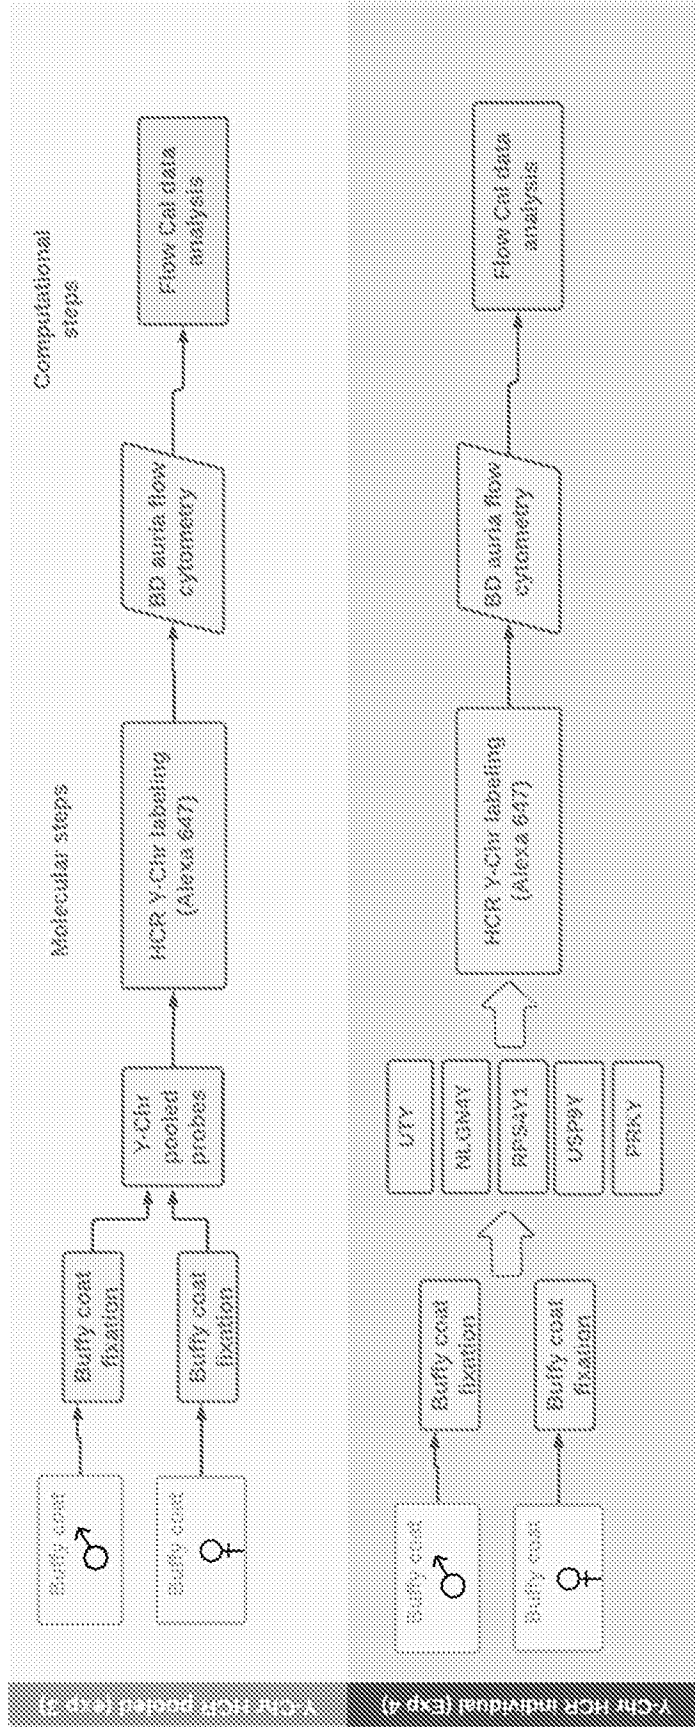 Molecular steps
Computational
steps
Y-Chr HCR pooled (exp 3)
Buffy coat
Buffy coat
fixation
Buffy coat
Buffy coat
fixation
Y-Chr
pooled
probes
HCR Y-Chr labeling
(Alexa 647)
BD auria flow
cytometry
Flow Cal data
analysis
Y-Chr HCR individual (Exp 4)
Buffy coat
Buffy coat
fixation
Buffy coat
Buffy coat
fixation
UTY
NLGN4Y
RPS4Y1
USP9Y
PRKY
HCR Y-Chr labeling
(Alexa 647)
BD auria flow
cytometry
Flow Cal data
analysis